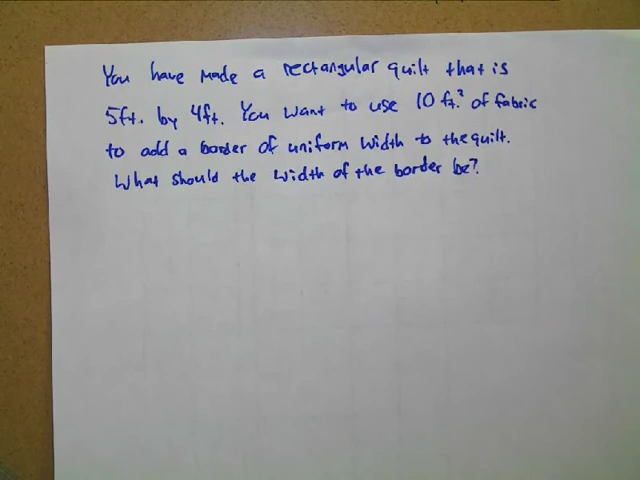 You have made a rectangular quilt that is
5ft. by 4ft. You want to use 10 ft.² of fabric
to add a border of uniform width to the quilt.
What should the width of the border be?